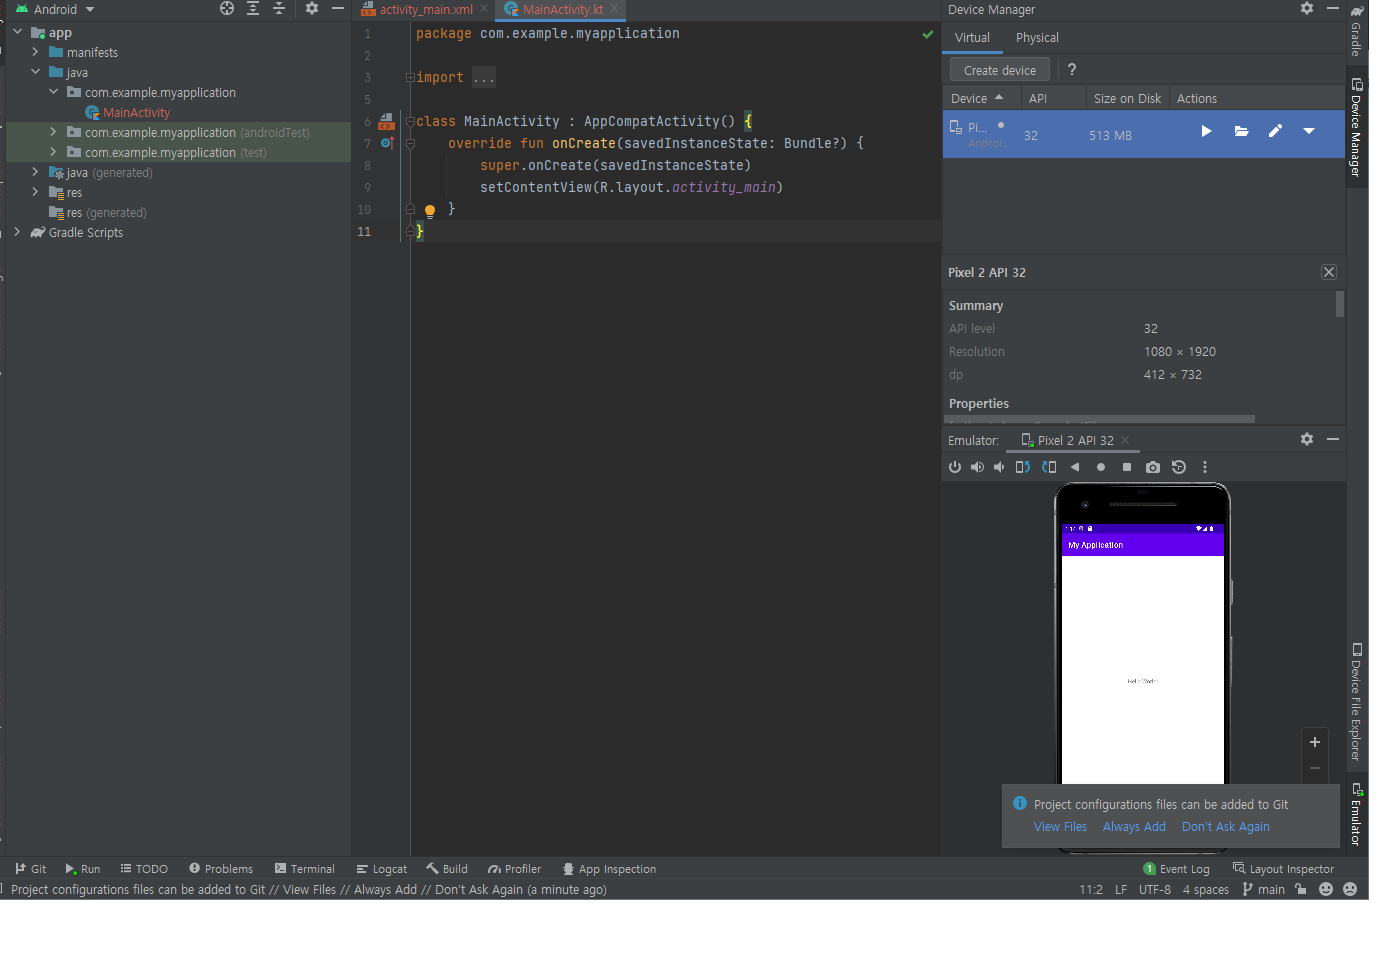 Android
app
manifests
java
com.example.myapplication
MainActivity
com.example.myapplication (androidTest)
com.example.myapplication (test)
java (generated)
res
res (generated)
Gradle Scripts
activity_main.xml
MainActivity.kt
1 package com.example.myapplication
2
3 import ...
5
6 class MainActivity : AppCompatActivity() {
7 override fun onCreate(savedInstanceState: Bundle?) {
8 super.onCreate(savedInstanceState)
9 setContentView(R.layout.activity_main)
10 }
11 }
Device Manager
Virtual Physical
Create device ?
Device API Size on Disk Actions
Pi... 32 513 MB
Androi...
Pixel 2 API 32
Summary
API level 32
Resolution 1080 × 1920
dp 412 × 732
Properties
Emulator: Pixel 2 API 32
My Application
Hello World!
Project configurations files can be added to Git
View Files Always Add Don't Ask Again
Gradle
Device Manager
Device File Explorer
Emulator
Git Run TODO Problems Terminal Logcat Build Profiler App Inspection 1 Event Log Layout Inspector
Project configurations files can be added to Git // View Files // Always Add // Don't Ask Again (a minute ago) 11:2 LF UTF-8 4 spaces main